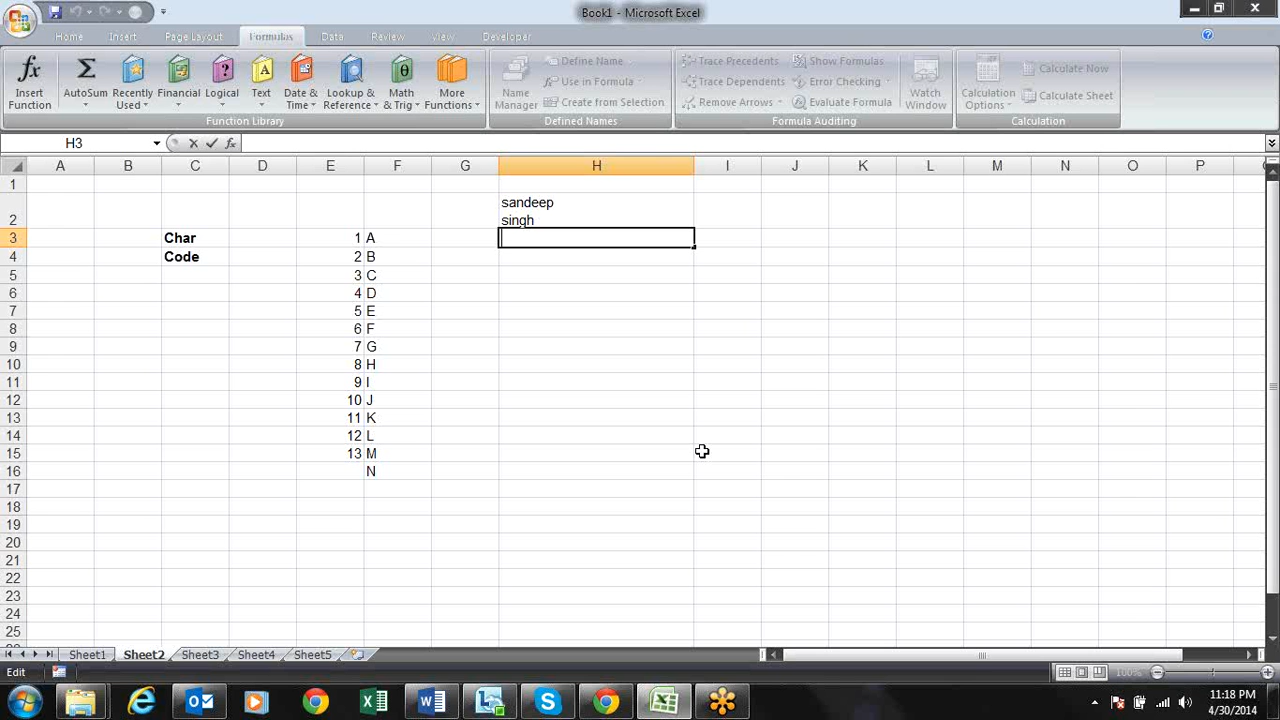 Book1 - Microsoft Excel
Home Insert Page Layout Formulas Data Review View Developer
fx Σ A ? θ
Insert Function AutoSum Recently Used Financial Logical Text Date & Time Lookup & Reference Math & Trig More Functions
Function Library
Name Manager
Define Name
Use in Formula
Create from Selection
Defined Names
Trace Precedents Show Formulas
Trace Dependents Error Checking
Remove Arrows Evaluate Formula
Formula Auditing
Watch Window
Calculation Options
Calculate Now
Calculate Sheet
Calculation
H3 fx
A B C D E F G H I J K L M N O P
1
2 sandeep
singh
3 Char 1 A
4 Code 2 B
5 3 C
6 4 D
7 5 E
8 6 F
9 7 G
10 8 H
11 9 I
12 10 J
13 11 K
14 12 L
15 13 M
16 N
17
18
19
20
21
22
23
24
25
Sheet1 Sheet2 Sheet3 Sheet4 Sheet5
Edit 100%
11:18 PM
4/30/2014